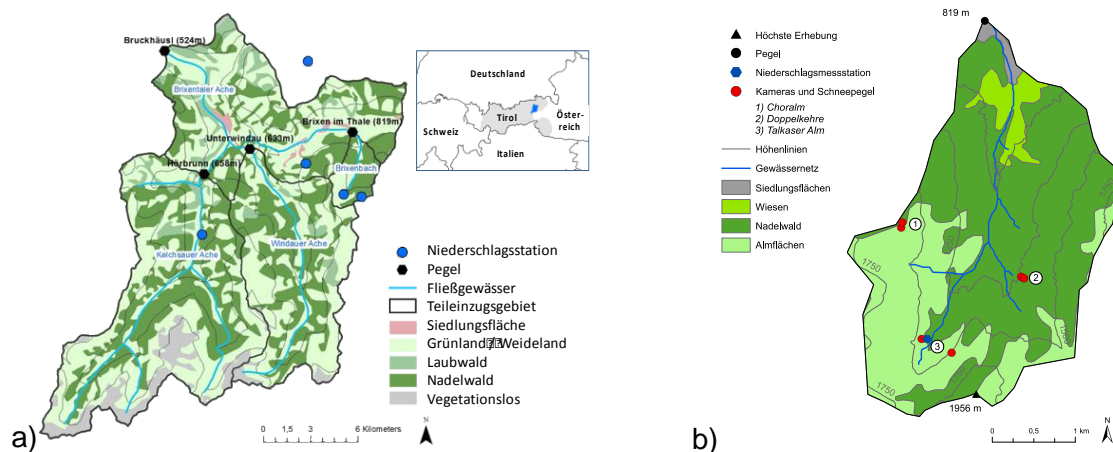 Bruckhäusl (524m)
Brixentaler Ache
Brixen im Thale (819m)
Unterwindau (633m)
Brixenbach
Hörbrunn (658m)
Windauer Ache
Kelchsauer Ache
Deutschland
Tirol
Öster-
reich
Schweiz
Italien
Niederschlagsstation
Pegel
Fließgewässer
Teileinzugsgebiet
Siedlungsfläche
Grünland Weideland
Laubwald
Nadelwald
Vegetationslos
N
0 1,5 3 6 Kilometers
a)
Höchste Erhebung
Pegel
Niederschlagsmessstation
Kameras und Schneepegel
1) Choralm
2) Doppelkehre
3) Talkaser Alm
Höhenlinien
Gewässernetz
Siedlungsflächen
Wiesen
Nadelwald
Almflächen
819 m
1
1750
2
3
1750
1956 m
0 0,5 1 km
N
b)